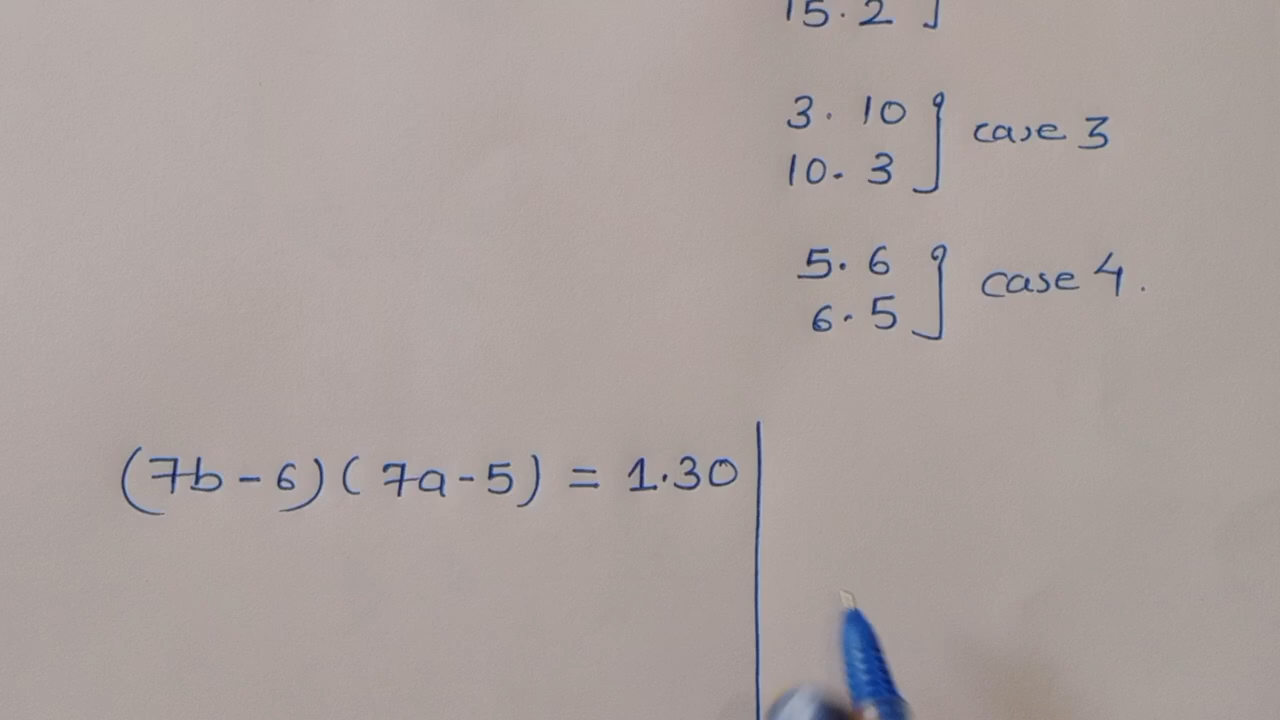 15. 2 ]
3. 10
10. 3 ] case 3
5. 6
6. 5 ] case 4.
(7b-6)(7a-5) = 1.30